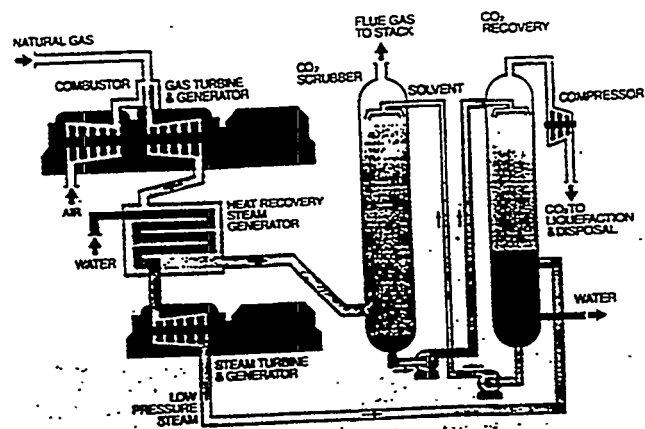 NATURAL GAS
COMBUSTOR
GAS TURBINE
& GENERATOR
AIR
WATER
HEAT RECOVERY
STEAM
GENERATOR
STEAM TURBINE
& GENERATOR
LOW
PRESSURE
STEAM
FLUE GAS
TO STACK
CO₂
SCRUBBER
SOLVENT
CO₂
RECOVERY
COMPRESSOR
CO₂ TO
LIQUEFACTION
& DISPOSAL
WATER